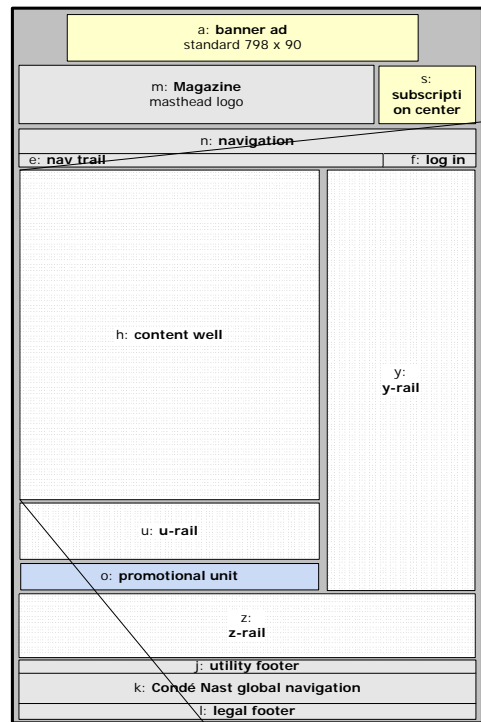 a: banner ad
standard 798 x 90
m: Magazine
masthead logo
s:
subscripti
on center
n: navigation
e: nav trail
f: log in
h: content well
y:
y-rail
u: u-rail
o: promotional unit
z:
z-rail
j: utility footer
k: Condé Nast global navigation
l: legal footer